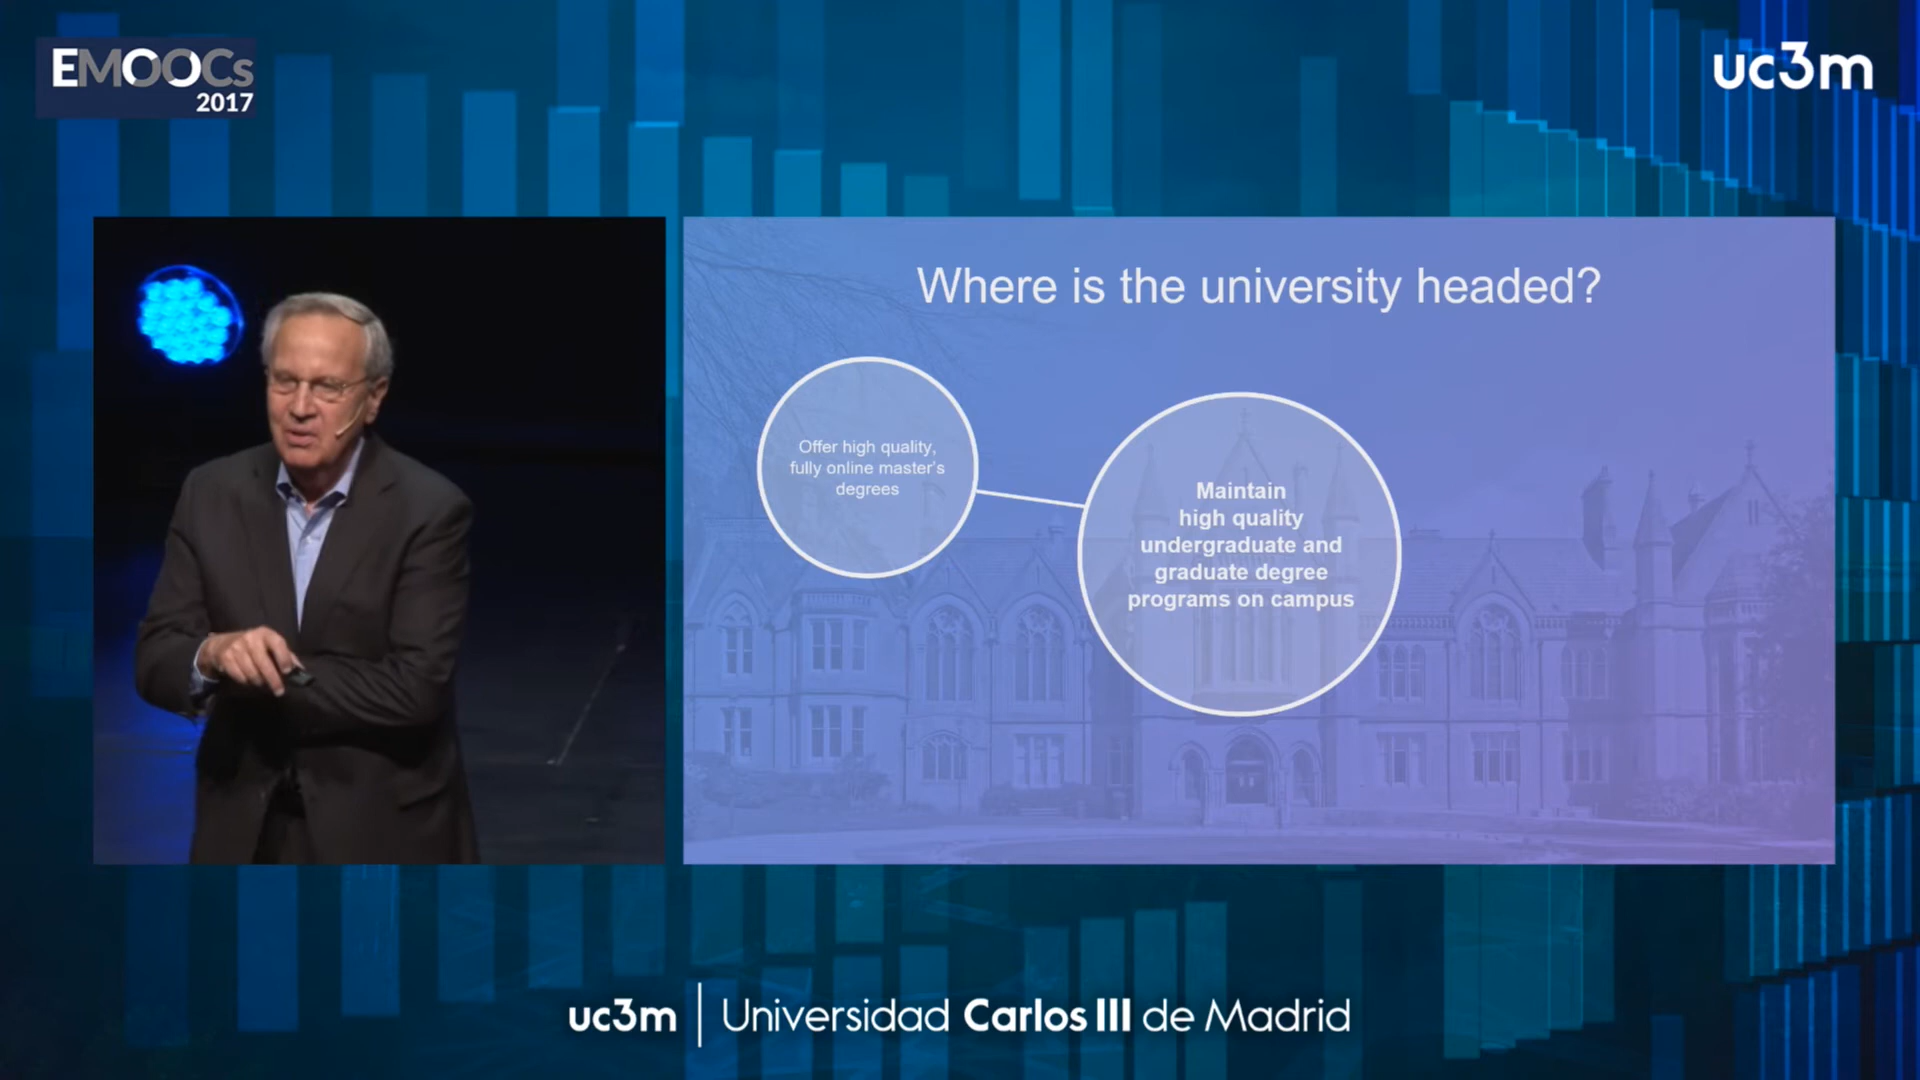 EMOOCs
2017
uc3m
Where is the university headed?
Offer high quality,
fully online master's
degrees
Maintain
high quality
undergraduate and
graduate degree
programs on campus
uc3m | Universidad Carlos III de Madrid